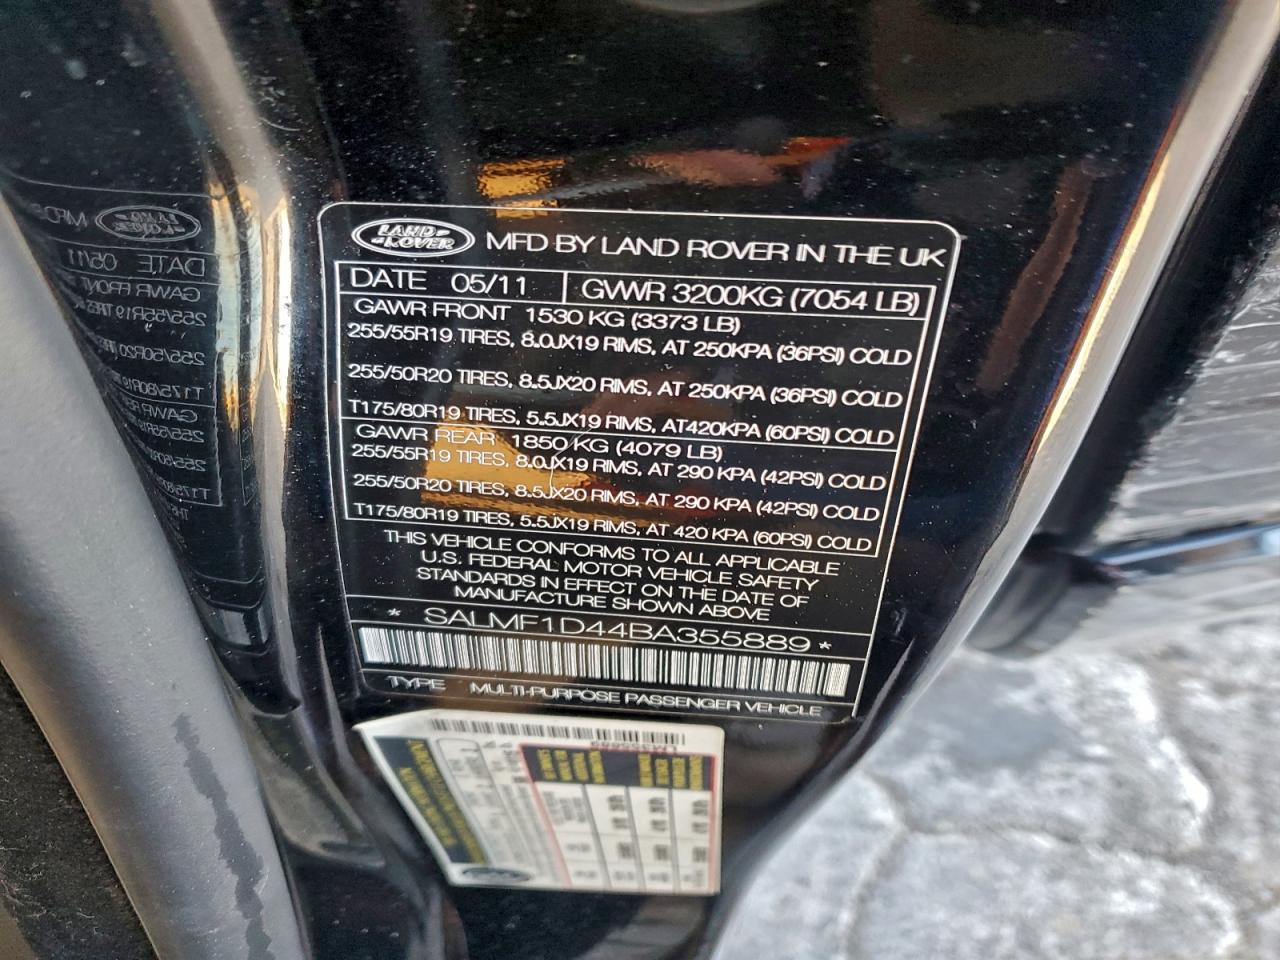 LAND ROVER MFD BY LAND ROVER IN THE UK
DATE 05/11 GVWR 3200KG (7054 LB)
GAWR FRONT 1530 KG (3373 LB)
255/55R19 TIRES, 8.0JX19 RIMS, AT 250KPA (36PSI) COLD
255/50R20 TIRES, 8.5JX20 RIMS, AT 250KPA (36PSI) COLD
T175/80R19 TIRES, 5.5JX19 RIMS, AT420KPA (60PSI) COLD
GAWR REAR 1850 KG (4079 LB)
255/55R19 TIRES, 8.0JX19 RIMS, AT 290 KPA (42PSI) COLD
255/50R20 TIRES, 8.5JX20 RIMS, AT 290 KPA (42PSI) COLD
T175/80R19 TIRES, 5.5JX19 RIMS, AT 420 KPA (60PSI) COLD
THIS VEHICLE CONFORMS TO ALL APPLICABLE
U.S. FEDERAL MOTOR VEHICLE SAFETY
STANDARDS IN EFFECT ON THE DATE OF
MANUFACTURE SHOWN ABOVE
* SALMF1D44BA355889 *
TYPE MULTI-PURPOSE PASSENGER VEHICLE